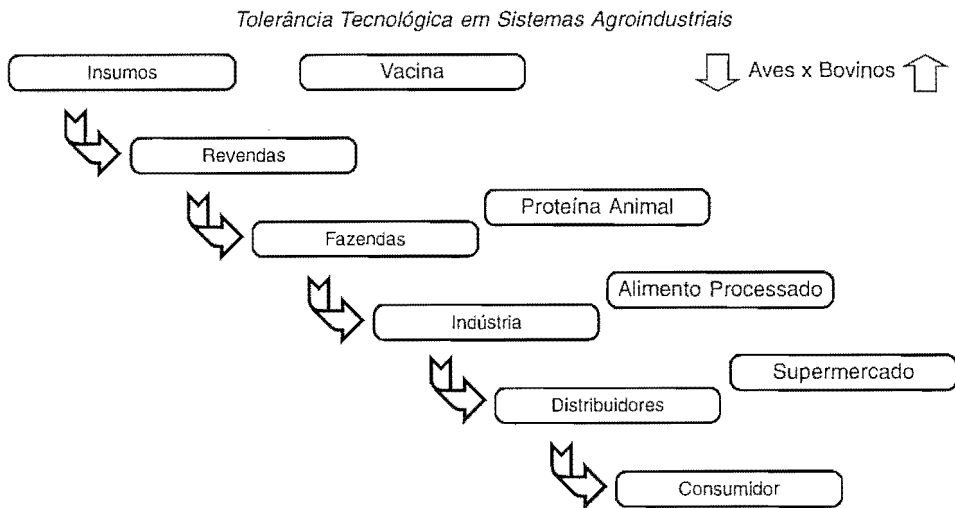 Tolerância Tecnológica em Sistemas Agroindustriais
Insumos
Vacina
Aves x Bovinos
Revendas
Proteína Animal
Fazendas
Alimento Processado
Indústria
Supermercado
Distribuidores
Consumidor